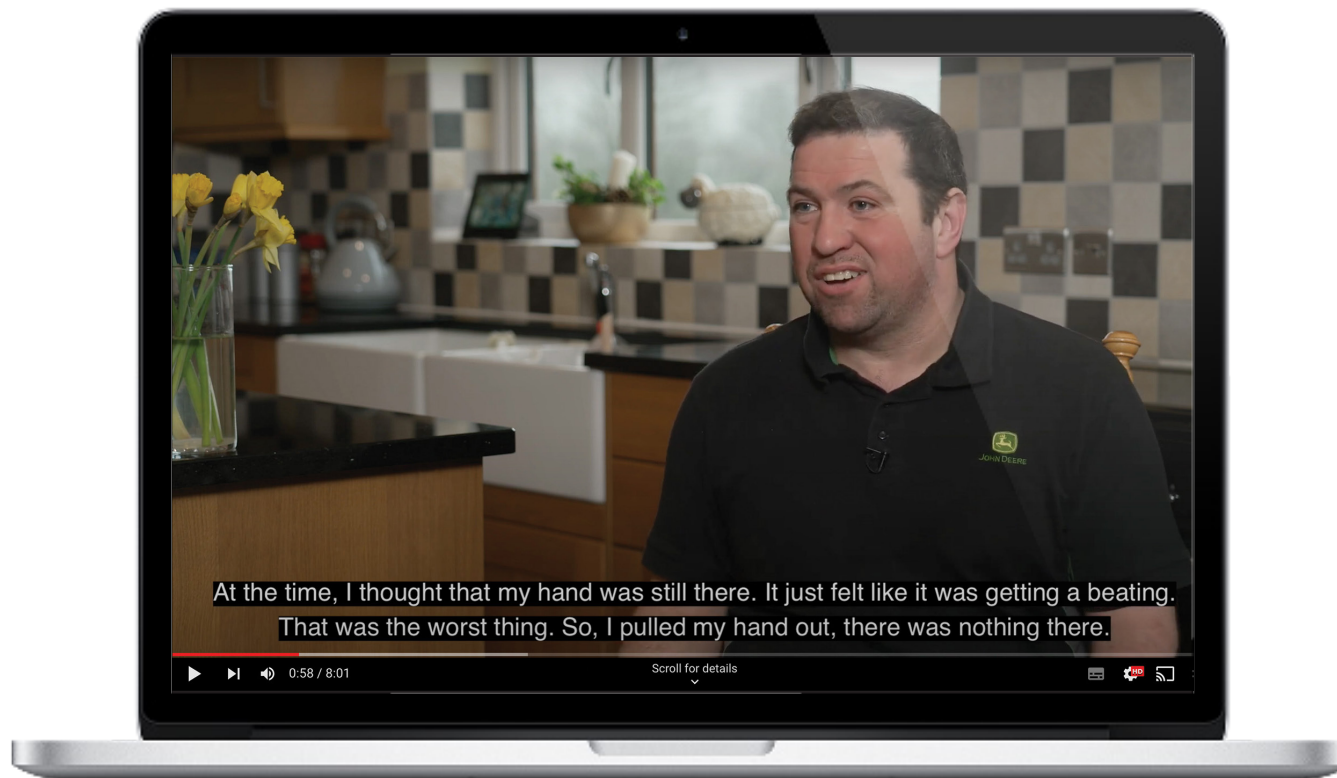 JOHN DEERE
At the time, I thought that my hand was still there. It just felt like it was getting a beating.
That was the worst thing. So, I pulled my hand out, there was nothing there.
0:58 / 8:01
Scroll for details
HD